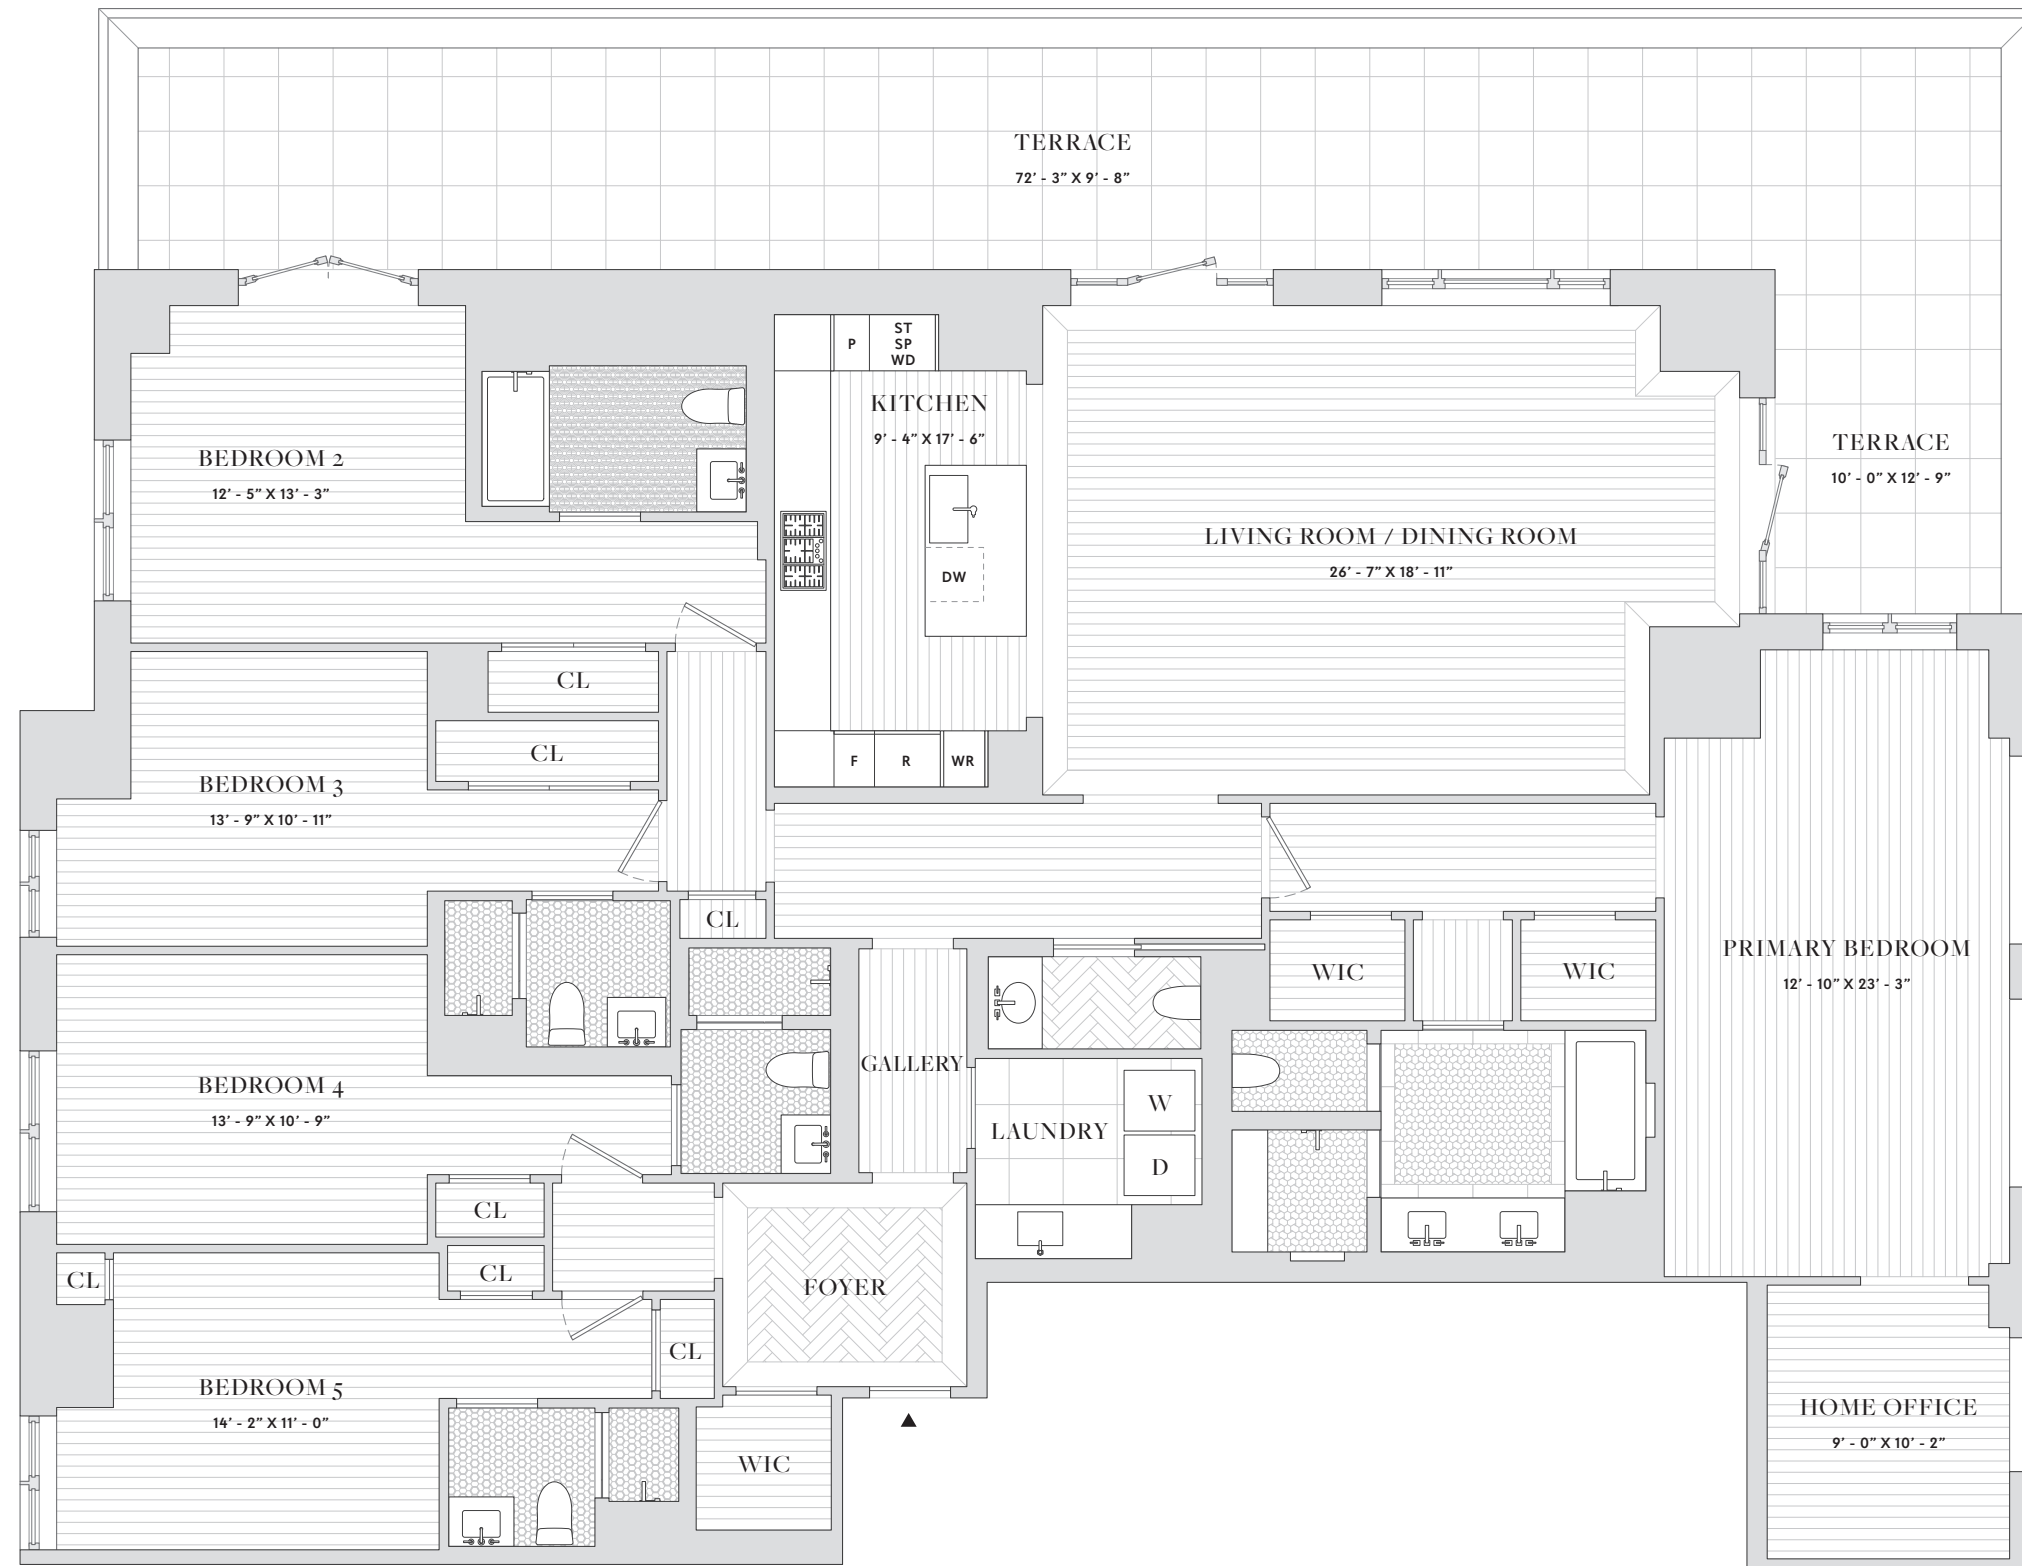 TERRACE
72' - 3" X 9' - 8"
P
ST
SP
WD
KITCHEN
9' - 4" X 17' - 6"
DW
F
R
WR
BEDROOM 2
12' - 5" X 13' - 3"
TERRACE
10' - 0" X 12' - 9"
LIVING ROOM / DINING ROOM
26' - 7" X 18' - 11"
CL
CL
BEDROOM 3
13' - 9" X 10' - 11"
CL
WIC
WIC
PRIMARY BEDROOM
12' - 10" X 23' - 3"
GALLERY
BEDROOM 4
13' - 9" X 10' - 9"
LAUNDRY
W
D
CL
CL
CL
FOYER
CL
BEDROOM 5
14' - 2" X 11' - 0"
WIC
HOME OFFICE
9' - 0" X 10' - 2"